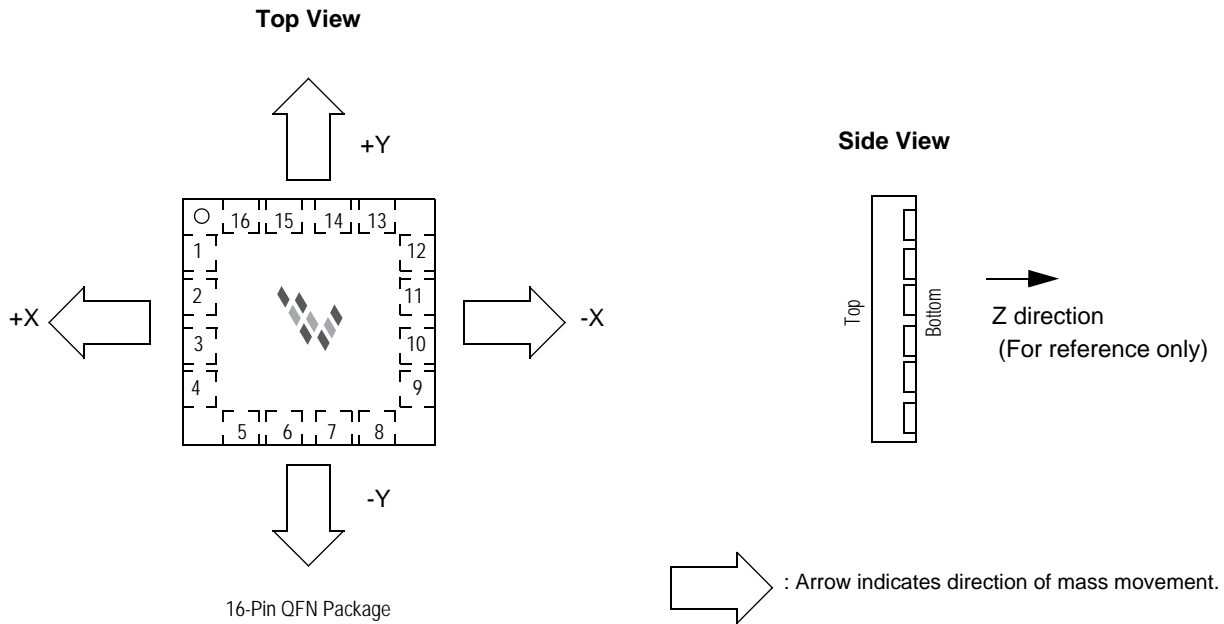 Top View
+Y
Side View
16 15 14 13
1
2
3
4
12
11
10
9
+X
-X
5 6 7 8
-Y
16-Pin QFN Package
Top
Bottom
Z direction
(For reference only)
: Arrow indicates direction of mass movement.